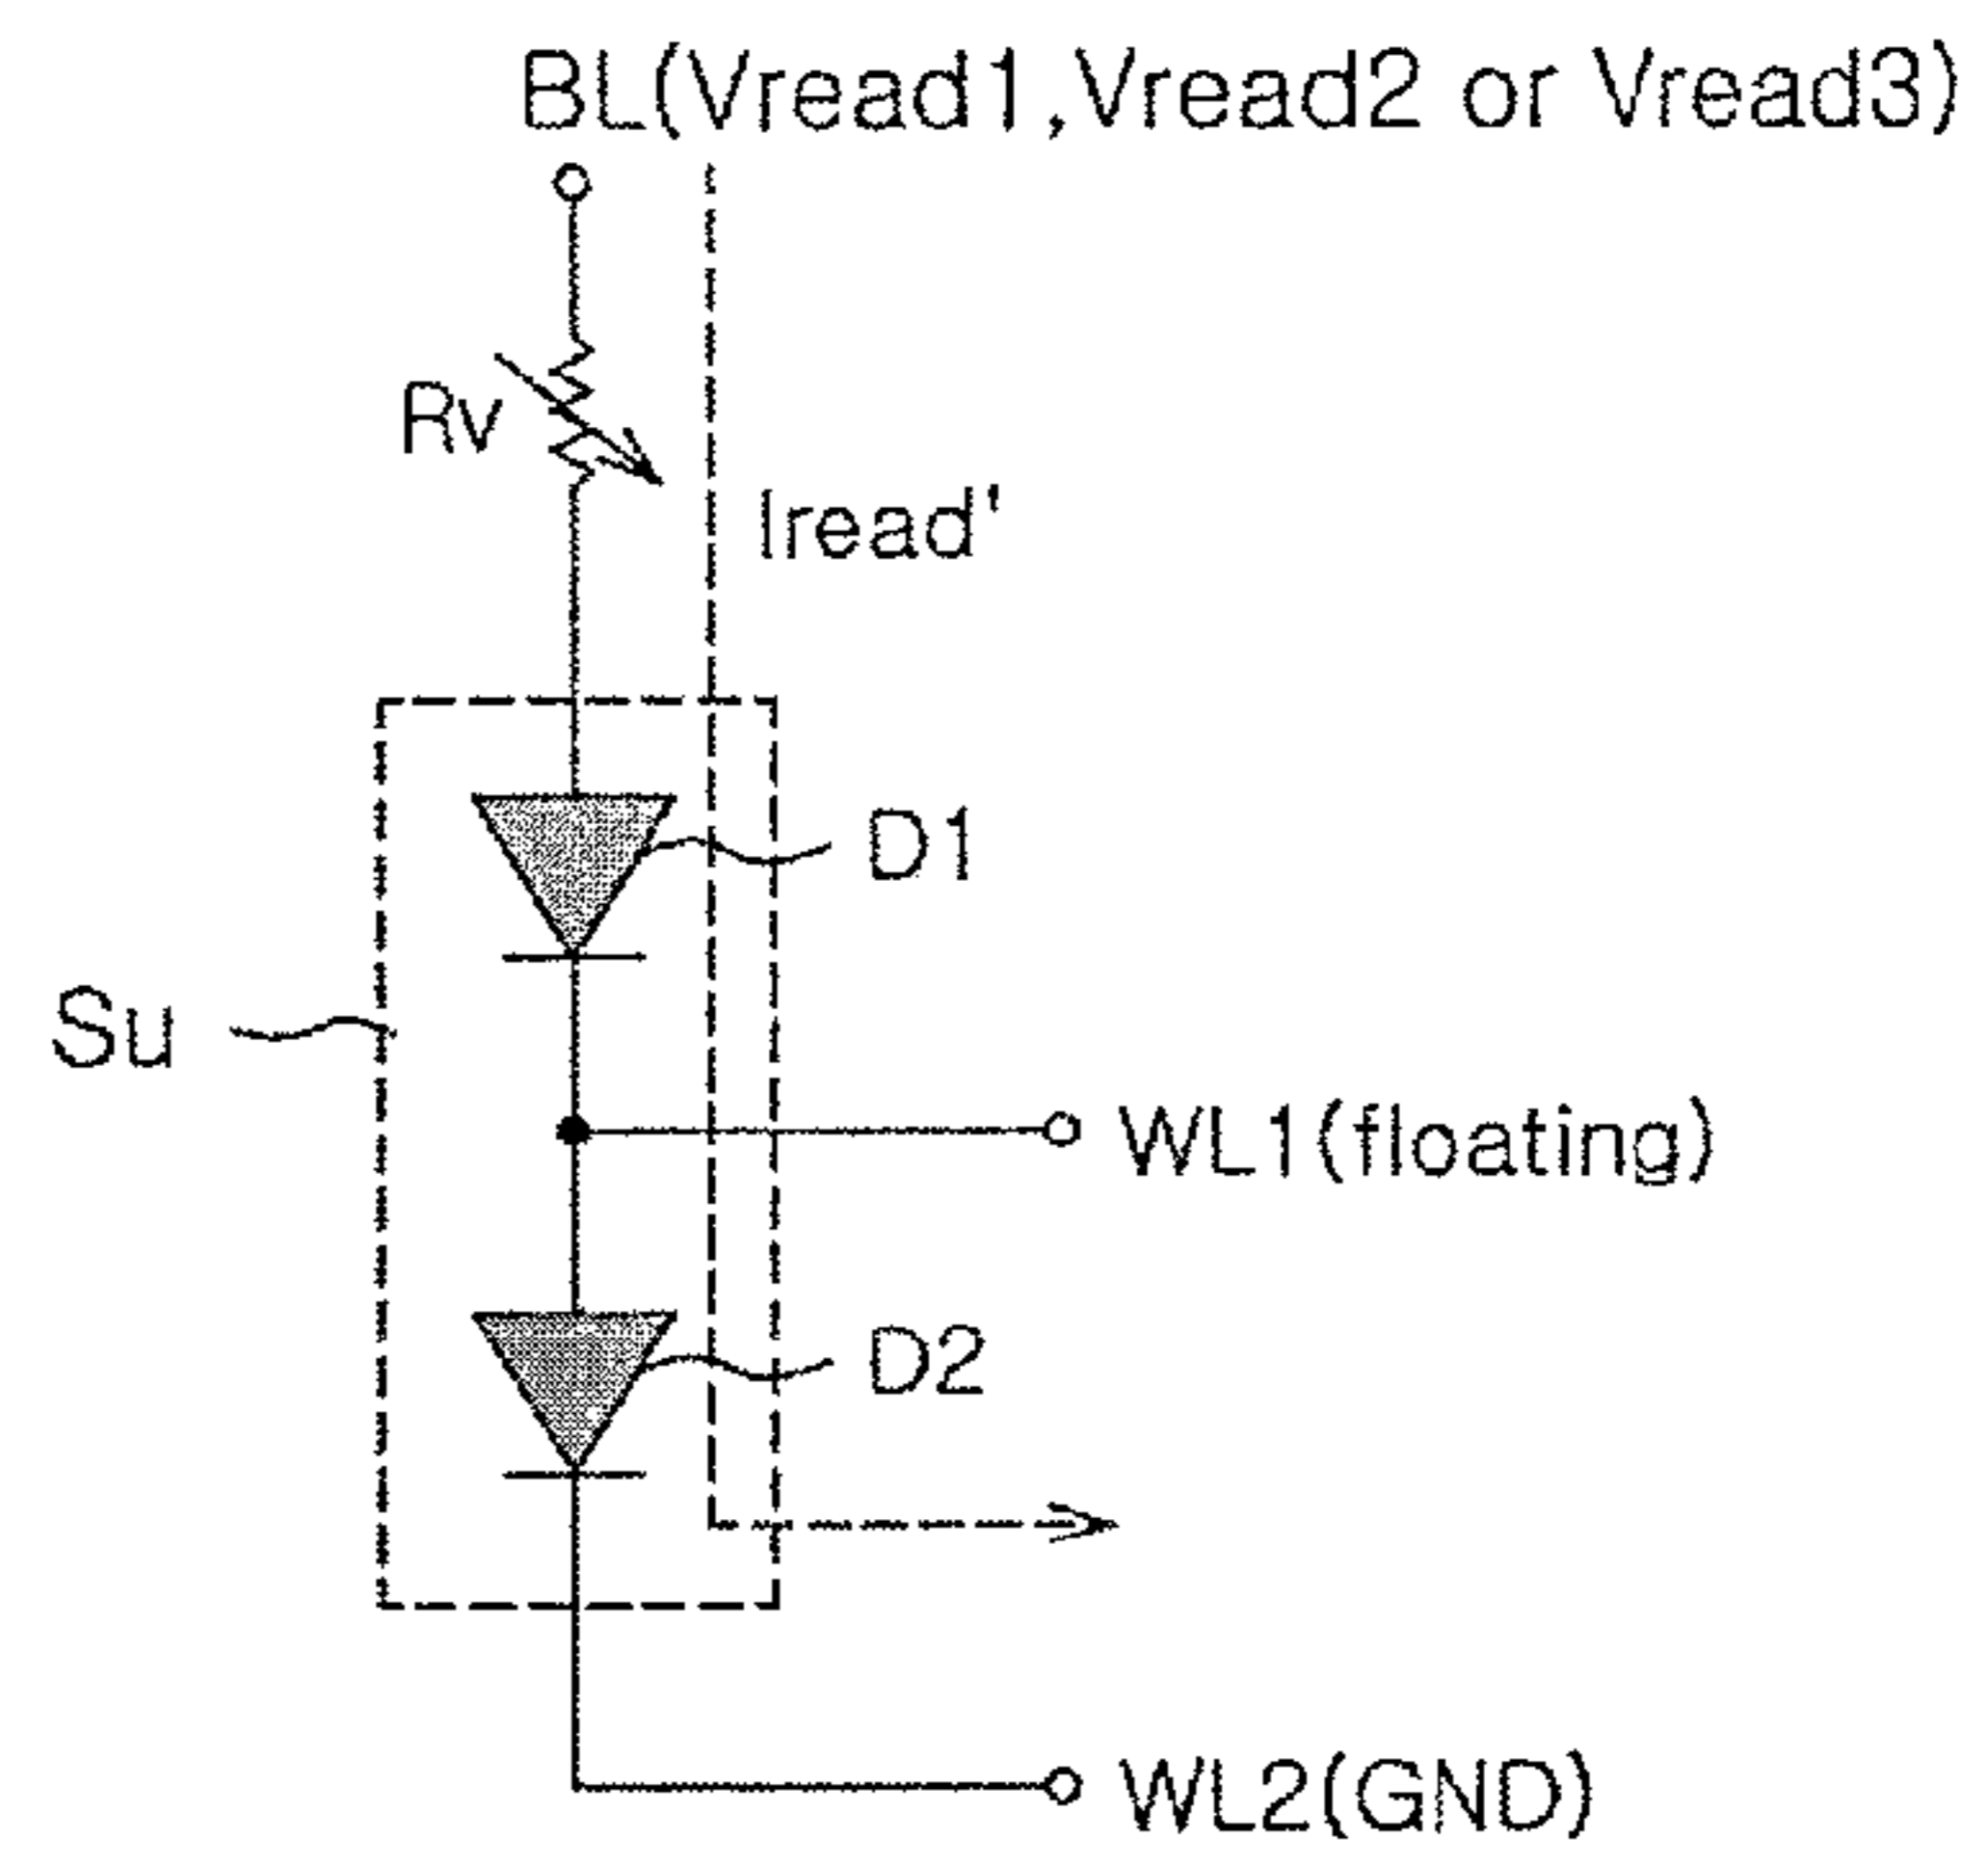 BL(Vread1,Vread2 or Vread3)
Rv
Iread'
D1
Su
WL1(floating)
D2
WL2(GND)